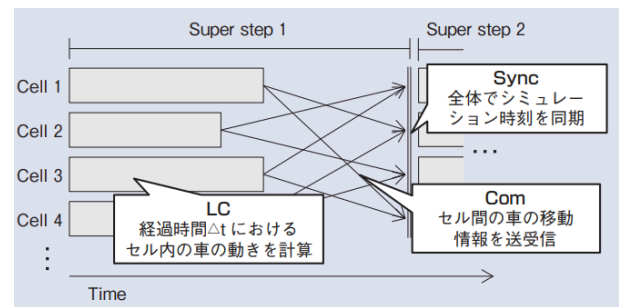 Super step 1
Super step 2
Cell 1
Cell 2
Cell 3
Cell 4
⋮
Sync
全体でシミュレー
ション時刻を同期
…
LC
経過時間△tにおける
セル内の車の動きを計算
Com
セル間の車の移動
情報を送受信
Time